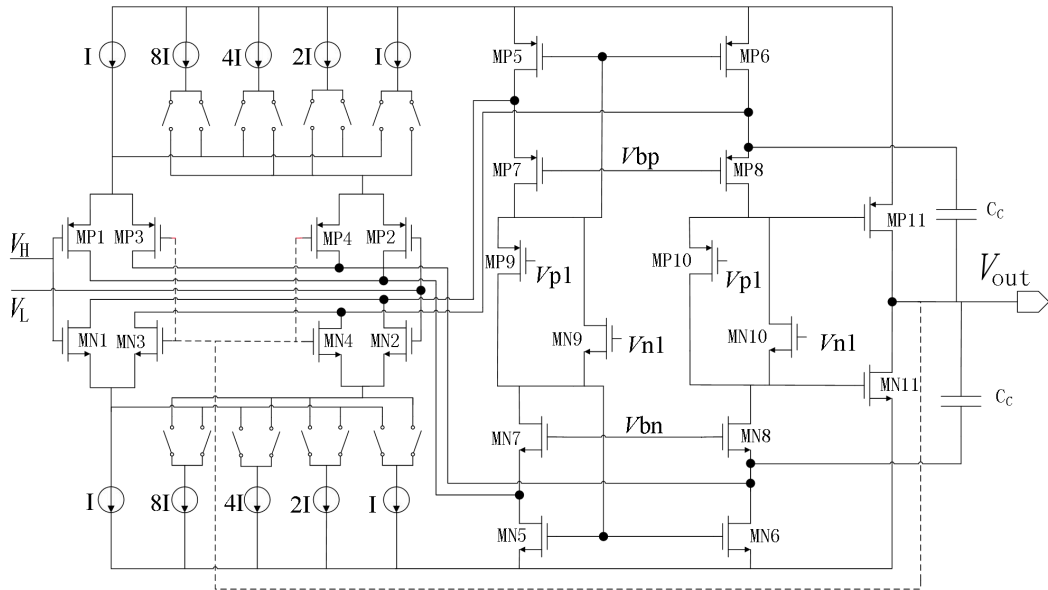 I 8I 4I 2I I
MP5 MP6
MP7 Vbp MP8
MP1 MP3 MP4 MP2
MP11 Cc
VH
MP9 Vp1 MP10 Vp1
Vout
VL
MN1 MN3 MN4 MN2
MN9 Vn1 MN10 Vn1
MN11 Cc
MN7 Vbn MN8
I 8I 4I 2I I
MN5 MN6